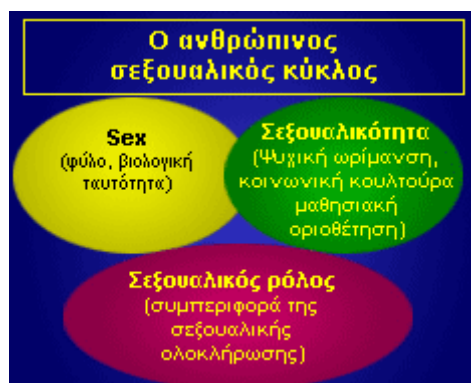 Ο ανθρώπινος
σεξουαλικός κύκλος
Sex
(φύλο, βιολογική
ταυτότητα)
Σεξουαλικότητα
(Ψυχική ωρίμανση,
κοινωνική κουλτούρα
μαθησιακή
οριοθέτηση)
Σεξουαλικός ρόλος
(συμπεριφορά της
σεξουαλικής
ολοκλήρωσης)